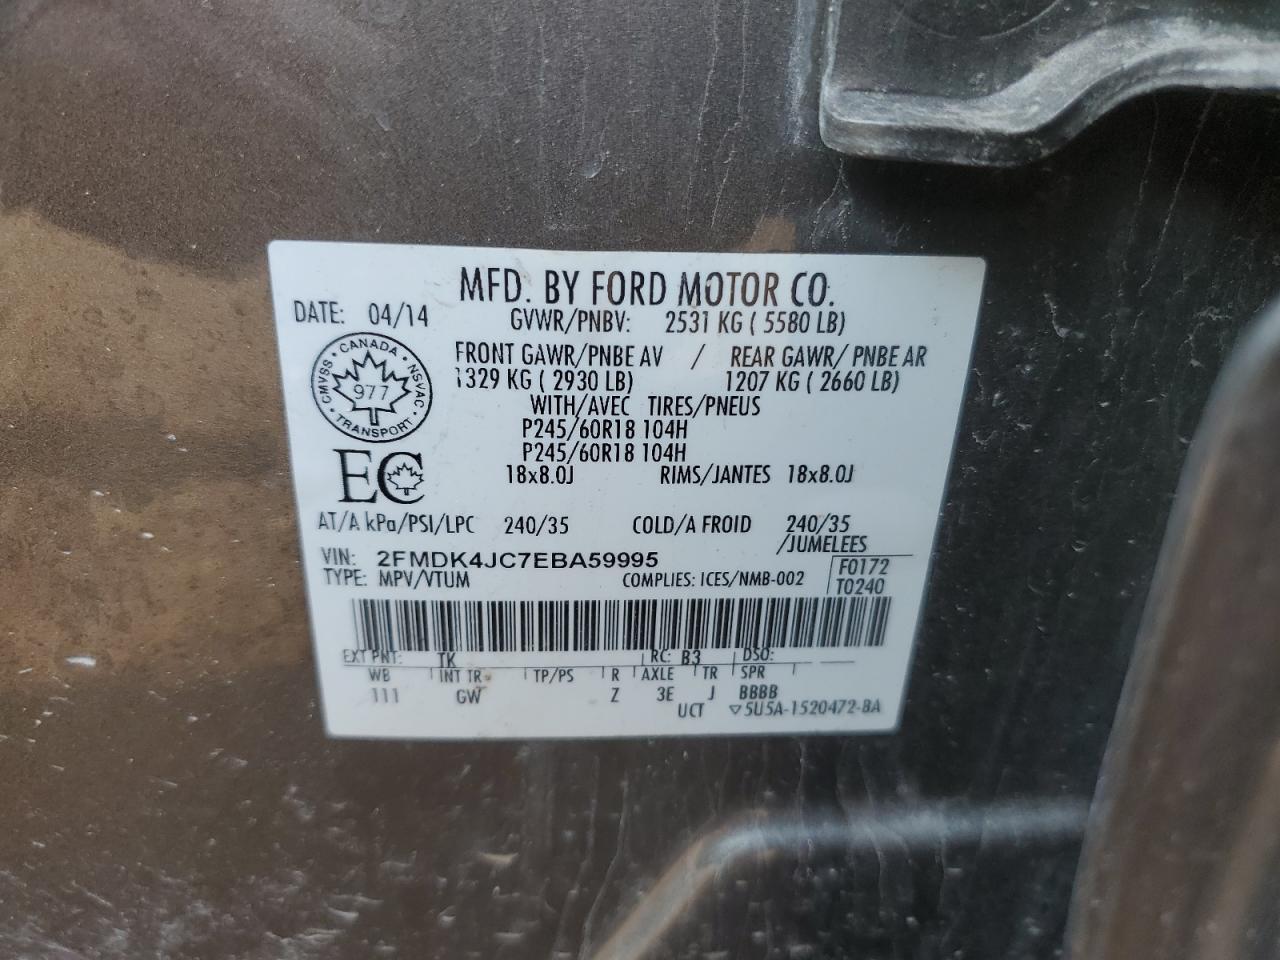 MFD. BY FORD MOTOR CO.
DATE: 04/14
GVWR/PNBV: 2531 KG ( 5580 LB)
FRONT GAWR/PNBE AV / REAR GAWR/ PNBE AR
1329 KG ( 2930 LB) 1207 KG ( 2660 LB)
WITH/AVEC TIRES/PNEUS
P245/60R18 104H
P245/60R18 104H
18x8.0J RIMS/JANTES 18x8.0J
CANADA
CMVSS • NSVAC
977
TRANSPORT
EC
AT/A kPa/PSI/LPC 240/35 COLD/A FROID 240/35
/JUMELEES
VIN: 2FMDK4JC7EBA59995
TYPE: MPV/VTUM COMPLIES: ICES/NMB-002
F0172
T0240
EXT PNT: TK RC: B3 DSO:
WB INT TR TP/PS R AXLE TR SPR
111 GW Z 3E J BBBB
UCT ▽5U5A-1520472-BA